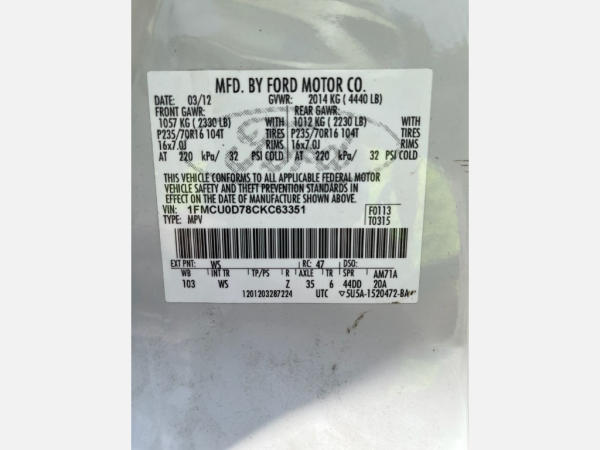 MFD. BY FORD MOTOR CO.
DATE: 03/12 GVWR: 2014 KG ( 4440 LB)
FRONT GAWR: REAR GAWR:
1057 KG ( 2330 LB) WITH 1012 KG ( 2230 LB) WITH
P235/70R16 104T TIRES P235/70R16 104T TIRES
16x7.0J RIMS 16x7.0J RIMS
AT 220 kPa/ 32 PSI COLD AT 220 kPa/ 32 PSI COLD
THIS VEHICLE CONFORMS TO ALL APPLICABLE FEDERAL MOTOR
VEHICLE SAFETY AND THEFT PREVENTION STANDARDS IN
EFFECT ON THE DATE OF MANUFACTURE SHOWN ABOVE.
VIN: 1FMCU0D78CKC63351 F0113
TYPE: MPV T0315
EXT PNT: WS RC: 47 DSO:
WB INT TR TP/PS R AXLE TR SPR AM71A
103 WS Z 35 6 44DD 20A
1201203287224 UTC ▽5U5A-1520472-BA